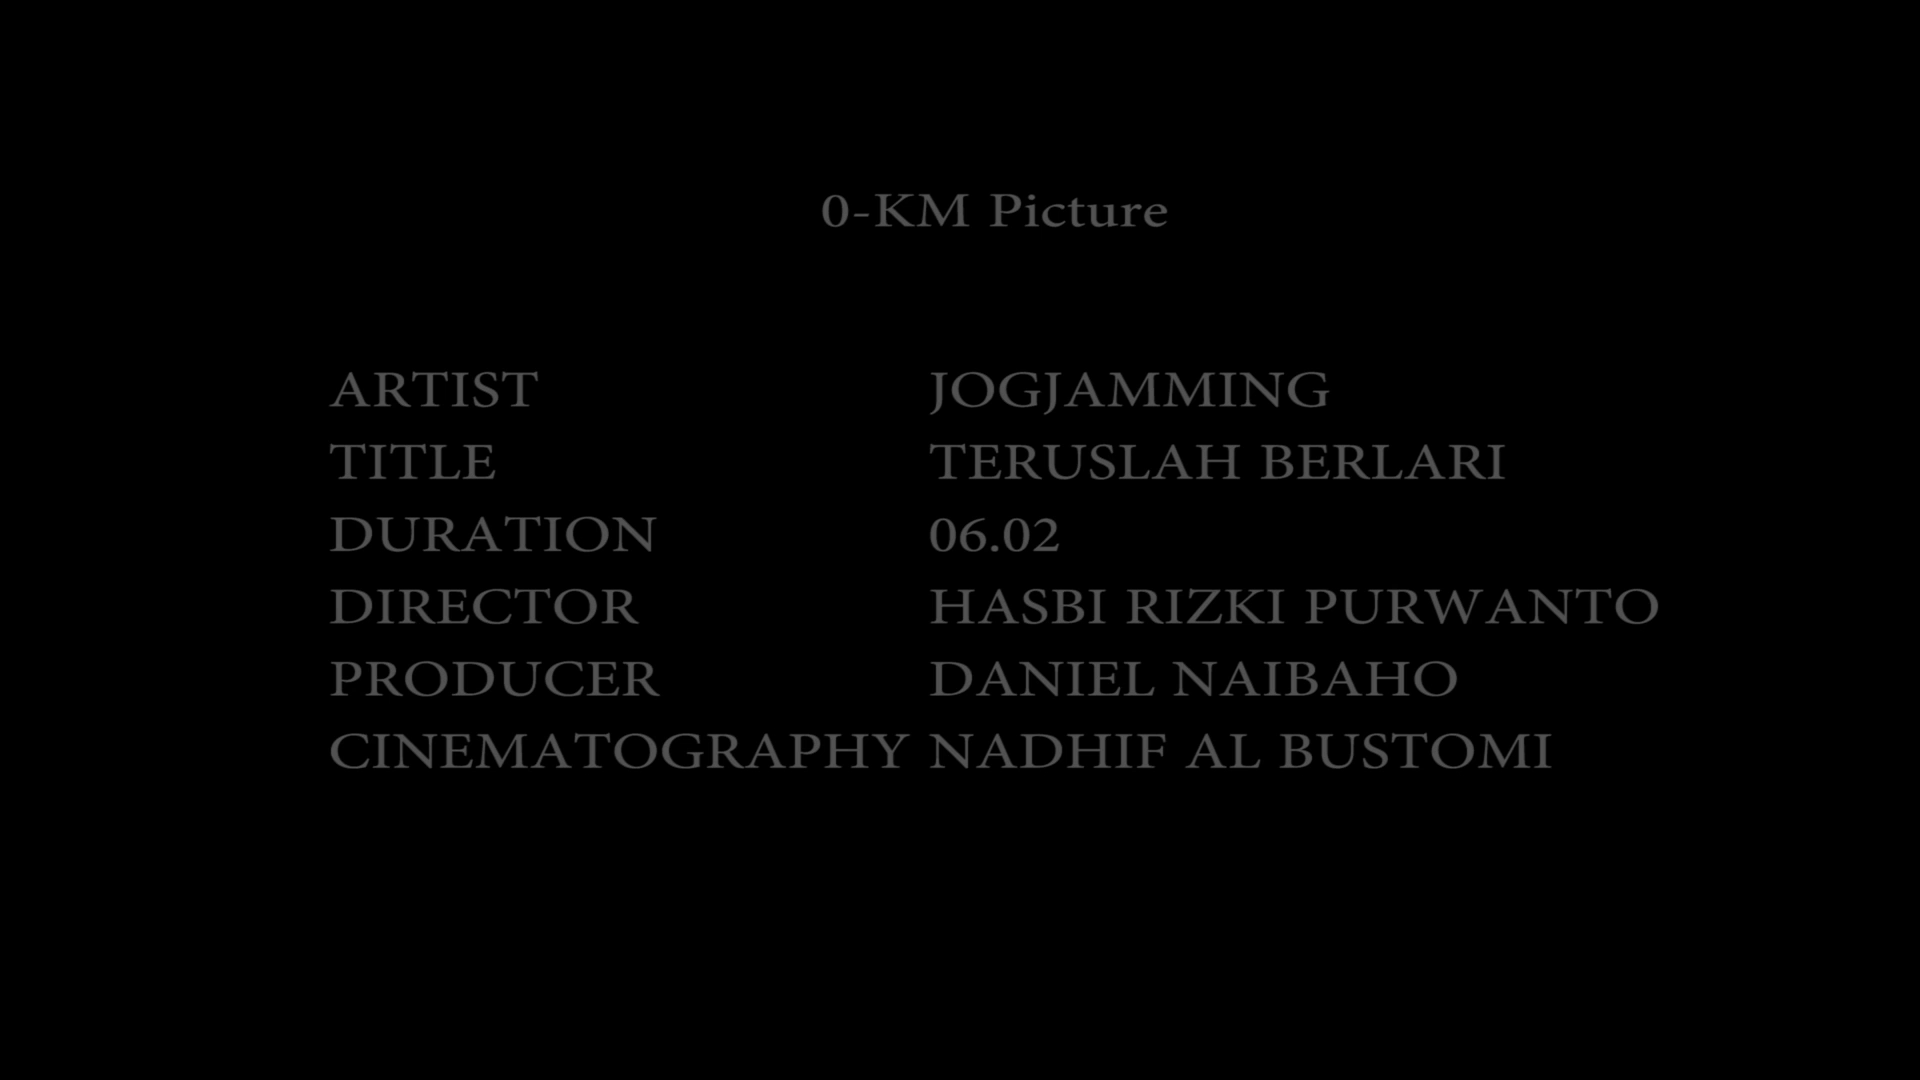 0-KM Picture
ARTIST JOGJAMMING
TITLE TERUSLAH BERLARI
DURATION 06.02
DIRECTOR HASBI RIZKI PURWANTO
PRODUCER DANIEL NAIBAHO
CINEMATOGRAPHY NADHIF AL BUSTOMI